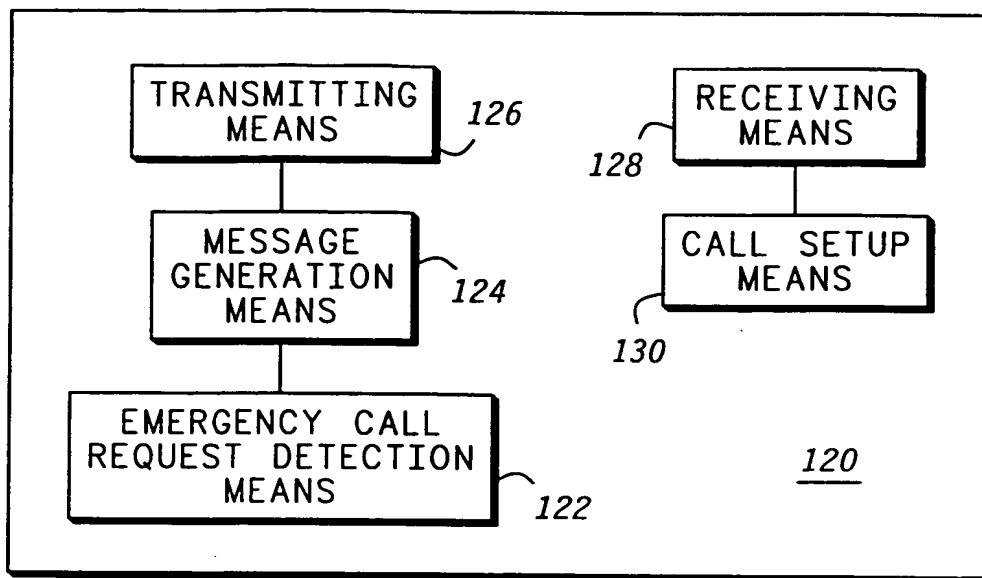 TRANSMITTING
MEANS
126
RECEIVING
MEANS
128
MESSAGE
GENERATION
MEANS
124
CALL SETUP
MEANS
130
EMERGENCY CALL
REQUEST DETECTION
MEANS
122
120